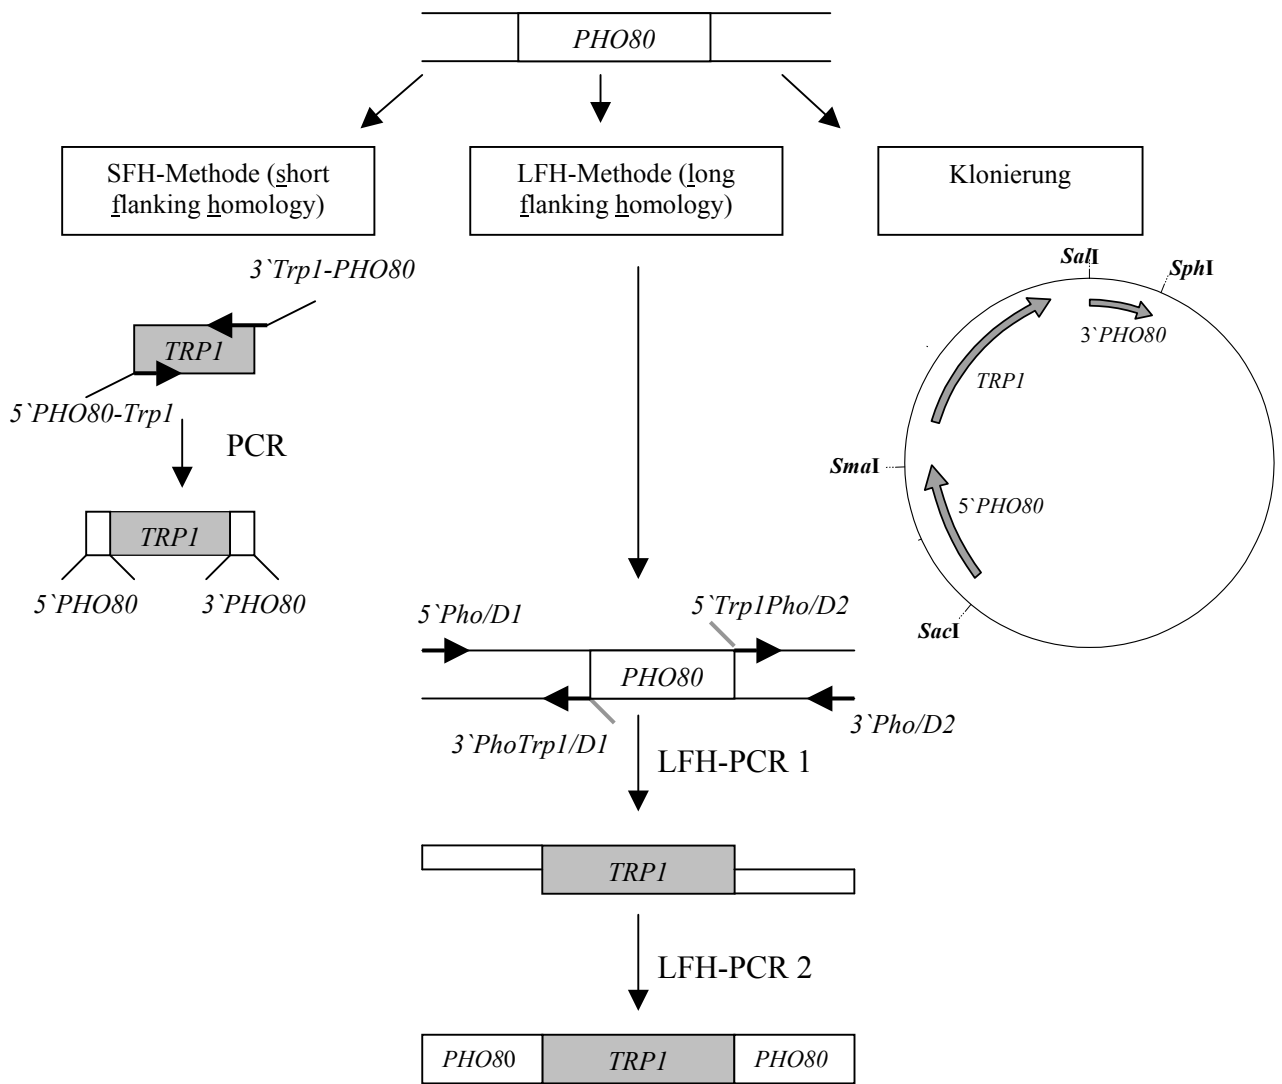 PHO80
SFH-Methode (short
flanking homology)
LFH-Methode (long
flanking homology)
Klonierung
3`Trp1-PHO80
TRP1
5`PHO80-Trp1
PCR
TRP1
5`PHO80
3`PHO80
SalI
SphI
3`PHO80
TRP1
SmaI
5`PHO80
SacI
5`Pho/D1
5`Trp1Pho/D2
PHO80
3`PhoTrp1/D1
3`Pho/D2
LFH-PCR 1
TRP1
LFH-PCR 2
PHO80
TRP1
PHO80